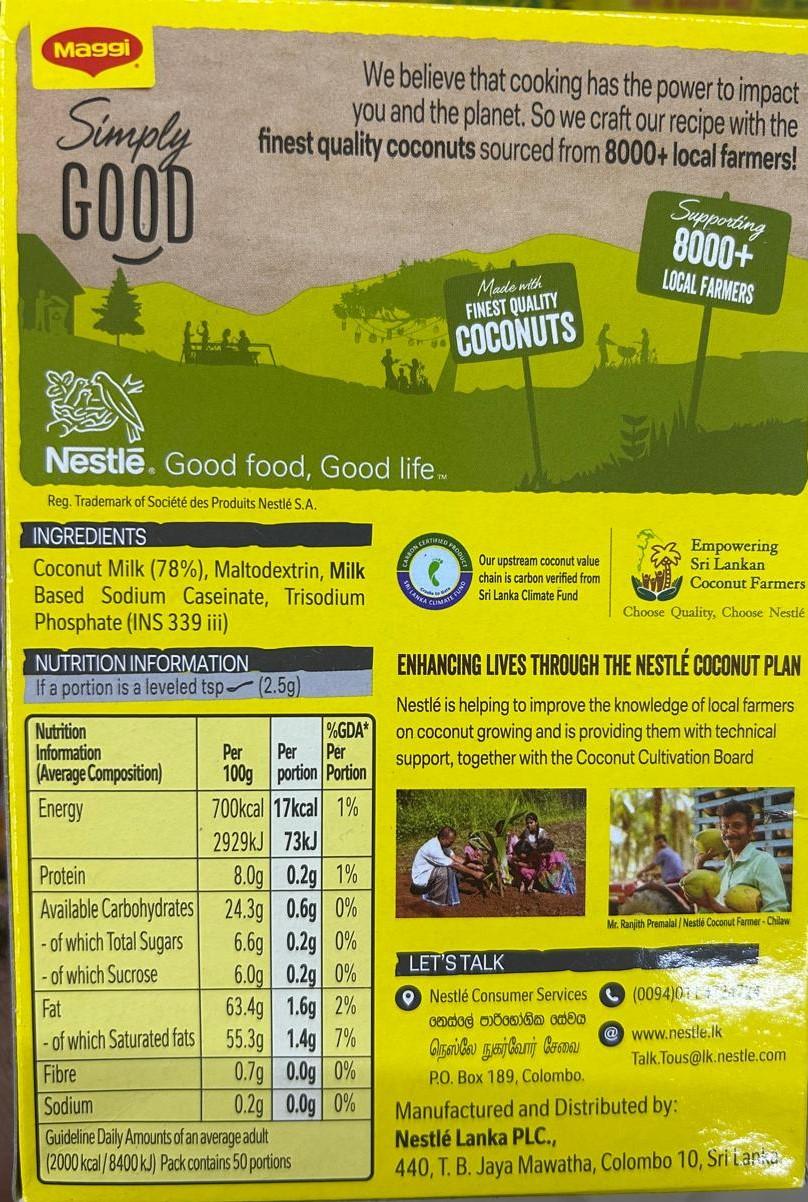 Maggi
Simply
GOOD
We believe that cooking has the power to impact
you and the planet. So we craft our recipe with the
finest quality coconuts sourced from 8000+ local farmers!
Supporting
8000+
LOCAL FARMERS
Made with
FINEST QUALITY
COCONUTS
Nestlé® Good food, Good life™
Reg. Trademark of Société des Produits Nestlé S.A.
INGREDIENTS
Coconut Milk (78%), Maltodextrin, Milk
Based Sodium Caseinate, Trisodium
Phosphate (INS 339 iii)
CARBON CERTIFIED PRODUCT
SRI LANKA CLIMATE FUND
Our upstream coconut value
chain is carbon verified from
Sri Lanka Climate Fund
Empowering
Sri Lankan
Coconut Farmers
Choose Quality, Choose Nestlé
NUTRITION INFORMATION
If a portion is a leveled tsp (2.5g)
Nutrition Information (Average Composition) Per 100g Per portion %GDA* Per Portion
Energy 700kcal 17kcal 1%
2929kJ 73kJ
Protein 8.0g 0.2g 1%
Available Carbohydrates 24.3g 0.6g 0%
- of which Total Sugars 6.6g 0.2g 0%
- of which Sucrose 6.0g 0.2g 0%
Fat 63.4g 1.6g 2%
- of which Saturated fats 55.3g 1.4g 7%
Fibre 0.7g 0.0g 0%
Sodium 0.2g 0.0g 0%
Guideline Daily Amounts of an average adult
(2000 kcal / 8400 kJ) Pack contains 50 portions
ENHANCING LIVES THROUGH THE NESTLÉ COCONUT PLAN
Nestlé is helping to improve the knowledge of local farmers
on coconut growing and is providing them with technical
support, together with the Coconut Cultivation Board
Mr. Ranjith Premalal / Nestlé Coconut Farmer - Chilaw
LET'S TALK
Nestlé Consumer Services
නෙස්ලේ පාරිභෝගික සේවය
நெஸ்லே நுகர்வோர் சேவை
P.O. Box 189, Colombo.
www.nestle.lk
Talk.Tous@lk.nestle.com
Manufactured and Distributed by:
Nestlé Lanka PLC.,
440, T. B. Jaya Mawatha, Colombo 10, Sri Lanka